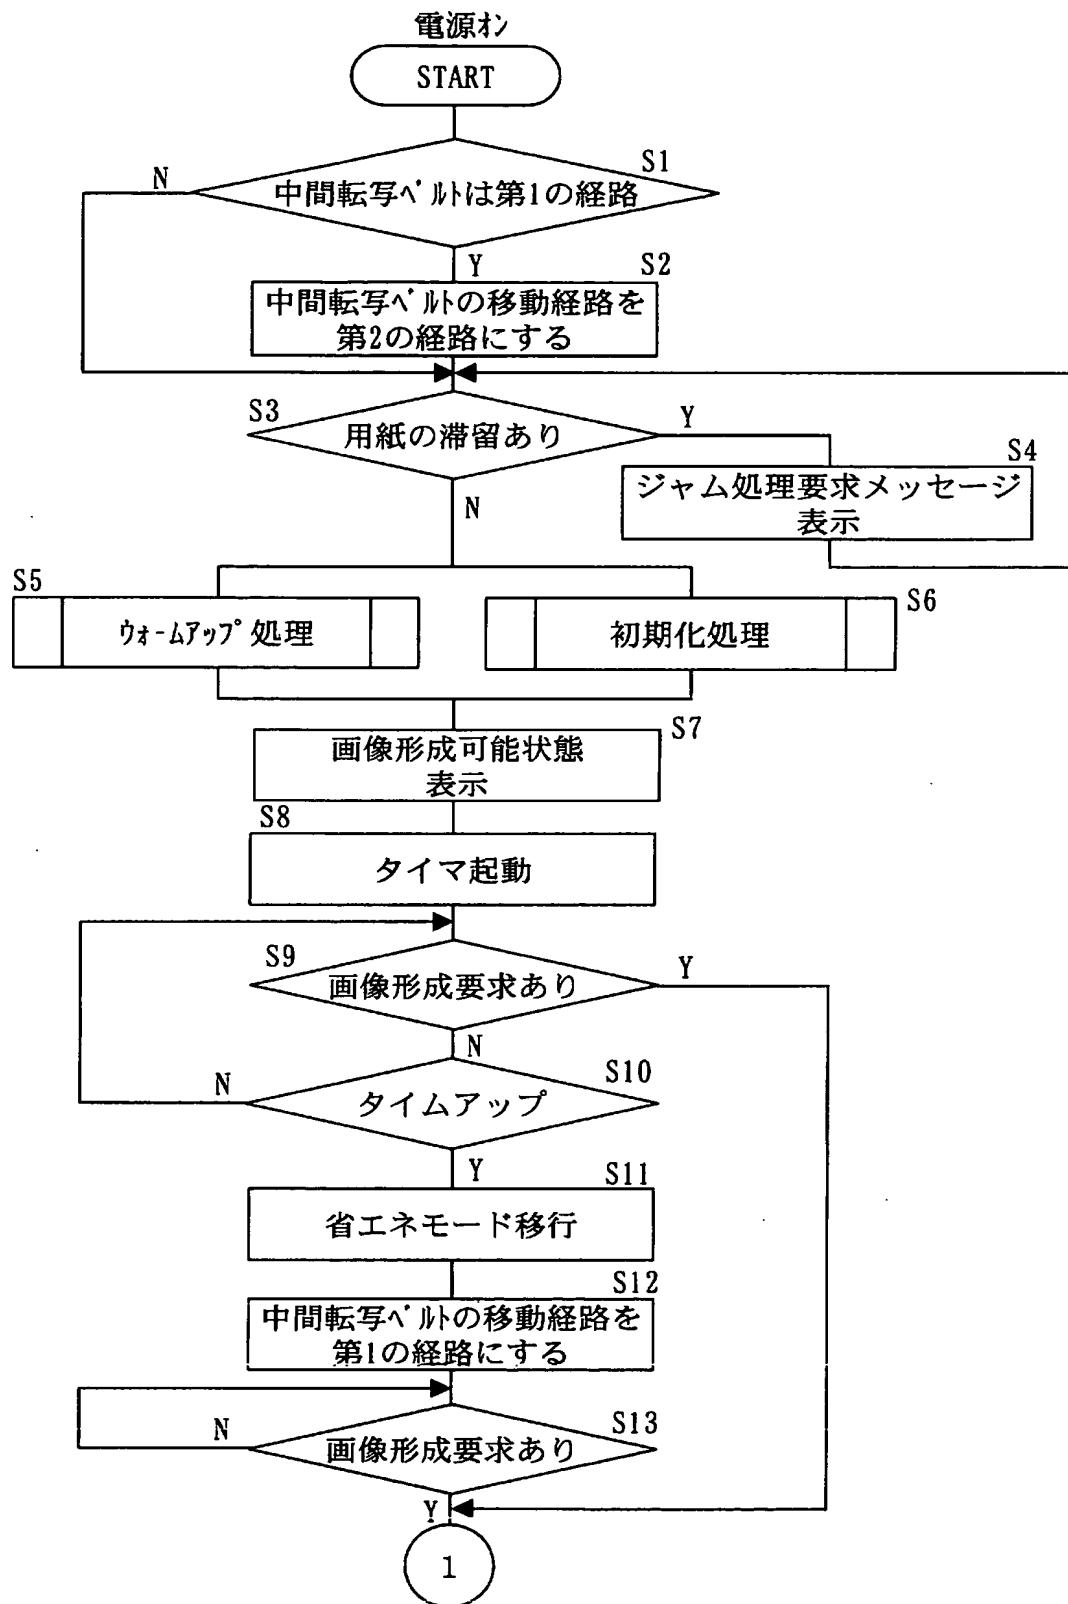 電源ｵﾝ
START
S1
N
中間転写ﾍﾞﾙﾄは第1の経路
Y
S2
中間転写ﾍﾞﾙﾄの移動経路を
第2の経路にする
S3
用紙の滞留あり
Y
S4
ジャム処理要求メッセージ
表示
N
S5
ｳｫｰﾑｱｯﾌﾟ処理
S6
初期化処理
S7
画像形成可能状態
表示
S8
タイマ起動
S9
画像形成要求あり
Y
N
S10
N
タイムアップ
Y
S11
省エネモード移行
S12
中間転写ﾍﾞﾙﾄの移動経路を
第1の経路にする
S13
N
画像形成要求あり
Y
1